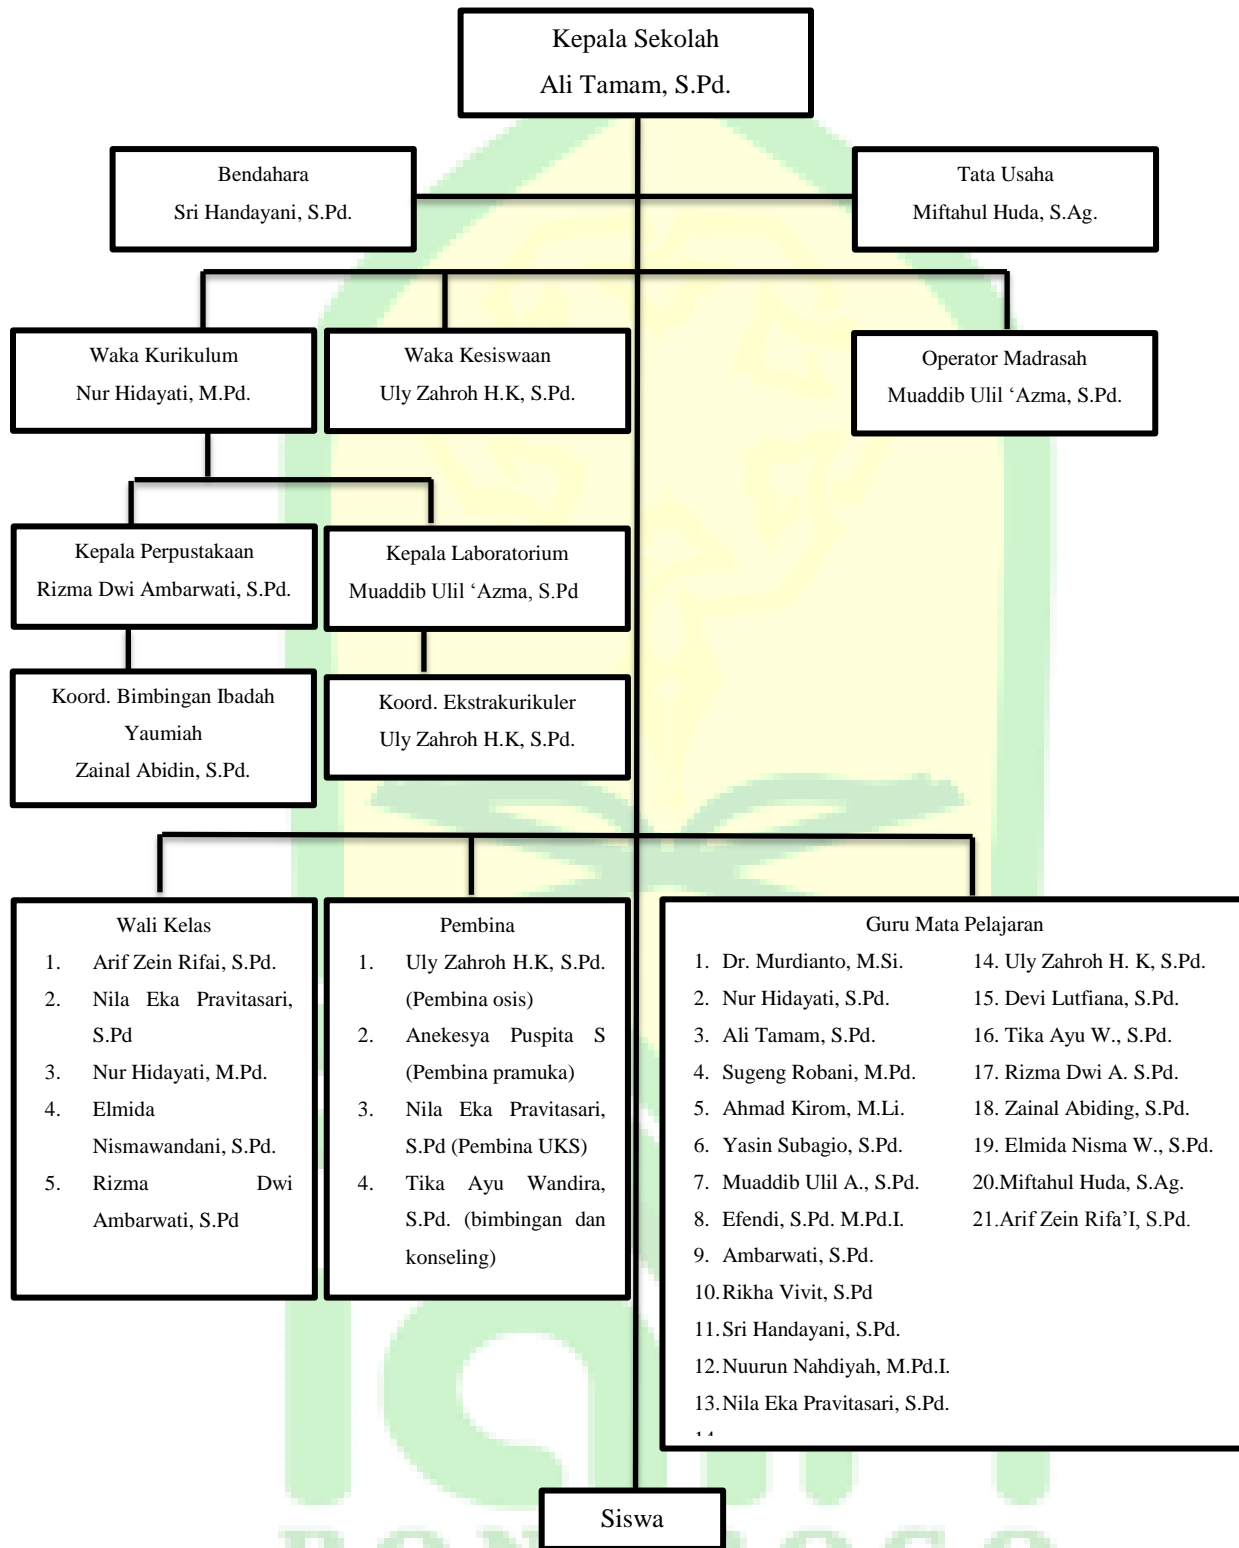 Kepala Sekolah
Ali Tamam, S.Pd.
Bendahara
Sri Handayani, S.Pd.
Tata Usaha
Miftahul Huda, S.Ag.
Waka Kurikulum
Nur Hidayati, M.Pd.
Waka Kesiswaan
Uly Zahroh H.K, S.Pd.
Operator Madrasah
Muaddib Ulil ‘Azma, S.Pd.
Kepala Perpustakaan
Rizma Dwi Ambarwati, S.Pd.
Kepala Laboratorium
Muaddib Ulil ‘Azma, S.Pd
Koord. Bimbingan Ibadah
Yaumiah
Zainal Abidin, S.Pd.
Koord. Ekstrakurikuler
Uly Zahroh H.K, S.Pd.
Wali Kelas
1. Arif Zein Rifai, S.Pd.
2. Nila Eka Pravitasari,
S.Pd
3. Nur Hidayati, M.Pd.
4. Elmida
Nismawandani, S.Pd.
5. Rizma Dwi
Ambarwati, S.Pd
Pembina
1. Uly Zahroh H.K, S.Pd.
(Pembina osis)
2. Anekesya Puspita S
(Pembina pramuka)
3. Nila Eka Pravitasari,
S.Pd (Pembina UKS)
4. Tika Ayu Wandira,
S.Pd. (bimbingan dan
konseling)
Guru Mata Pelajaran
1. Dr. Murdianto, M.Si.
2. Nur Hidayati, S.Pd.
3. Ali Tamam, S.Pd.
4. Sugeng Robani, M.Pd.
5. Ahmad Kirom, M.Li.
6. Yasin Subagio, S.Pd.
7. Muaddib Ulil A., S.Pd.
8. Efendi, S.Pd. M.Pd.I.
9. Ambarwati, S.Pd.
10. Rikha Vivit, S.Pd
11. Sri Handayani, S.Pd.
12. Nuurun Nahdiyah, M.Pd.I.
13. Nila Eka Pravitasari, S.Pd.
14. Uly Zahroh H. K, S.Pd.
15. Devi Lutfiana, S.Pd.
16. Tika Ayu W., S.Pd.
17. Rizma Dwi A. S.Pd.
18. Zainal Abiding, S.Pd.
19. Elmida Nisma W., S.Pd.
20.Miftahul Huda, S.Ag.
21.Arif Zein Rifa’I, S.Pd.
Siswa